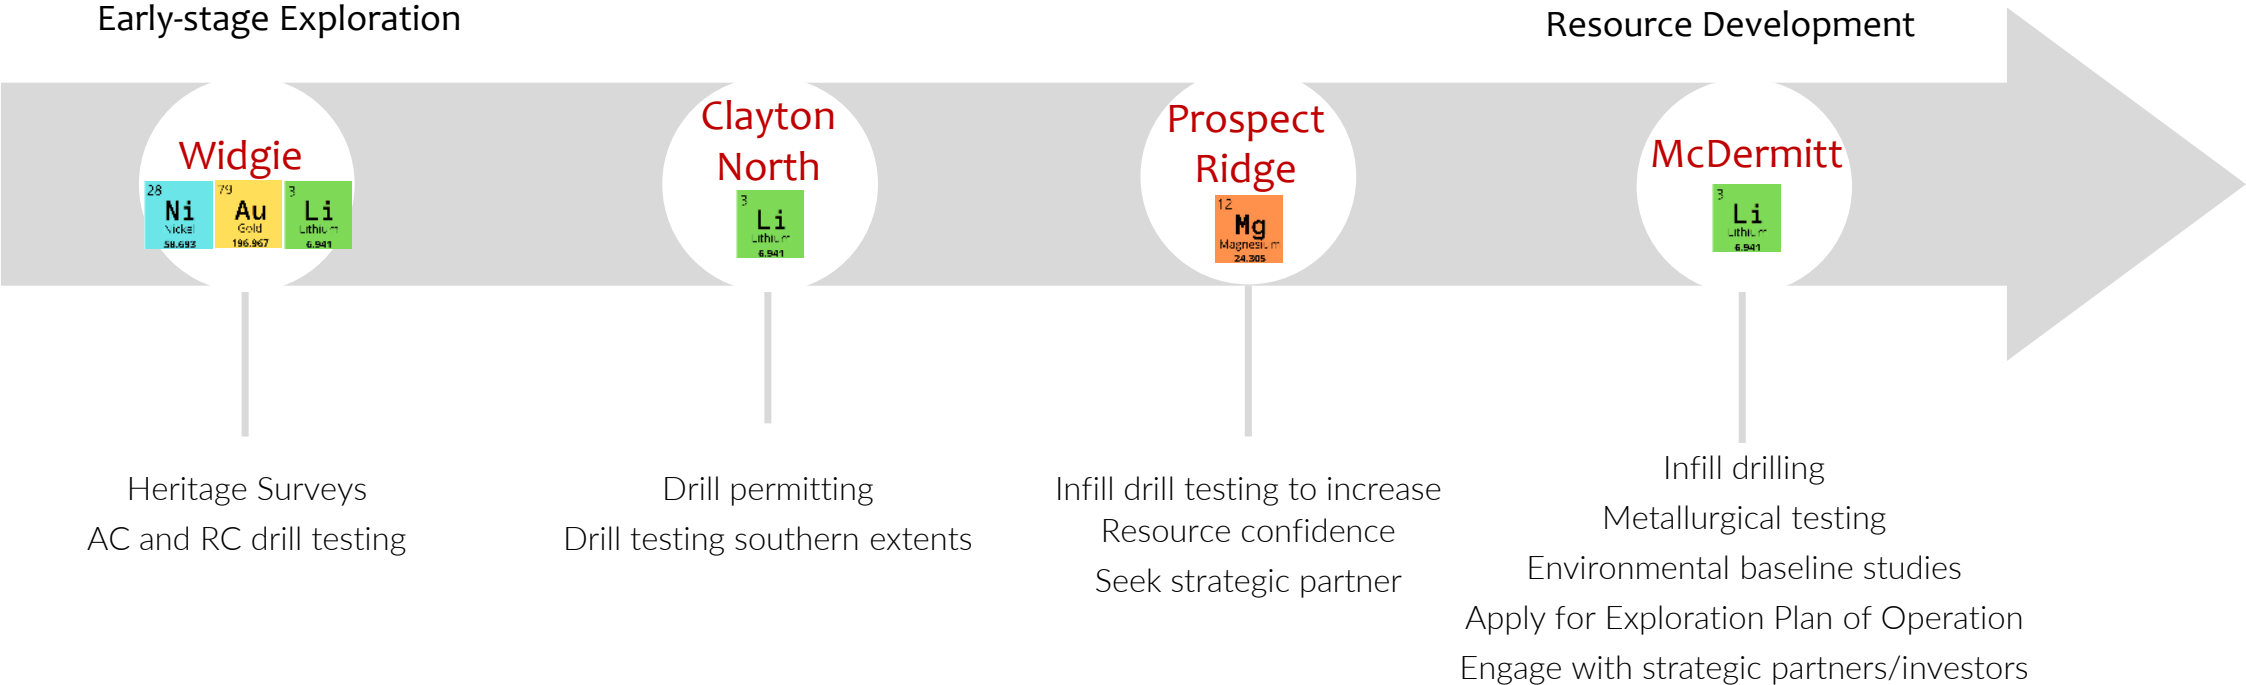 Early-stage Exploration
Resource Development
Widgie
28
Ni
Nickel
58.693
79
Au
Gold
196.967
3
Li
Lithium
6.941
Clayton
North
3
Li
Lithium
6.941
Prospect
Ridge
12
Mg
Magnesium
24.305
McDermitt
3
Li
Lithium
6.941
Heritage Surveys
AC and RC drill testing
Drill permitting
Drill testing southern extents
Infill drill testing to increase
Resource confidence
Seek strategic partner
Infill drilling
Metallurgical testing
Environmental baseline studies
Apply for Exploration Plan of Operation
Engage with strategic partners/investors